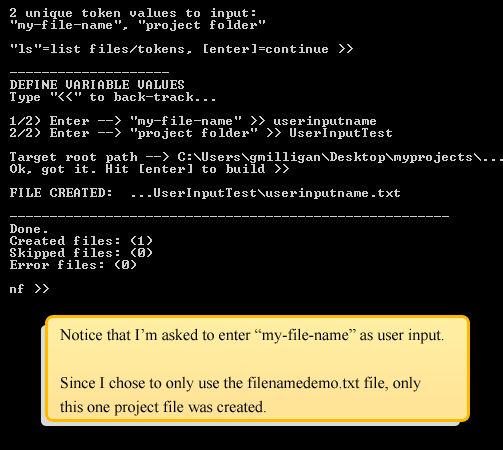 2 unique token values to input:
"my-file-name", "project folder"
"ls"=list files/tokens, [enter]=continue >>
--------------------
DEFINE VARIABLE VALUES
Type "<<" to back-track...
1/2) Enter --> "my-file-name" >> userinputname
2/2) Enter --> "project folder" >> UserInputTest
Target root path --> C:\Users\gmilligan\Desktop\myprojects\...
Ok, got it. Hit [enter] to build >>
FILE CREATED:  ...UserInputTest\userinputname.txt
-------------------------------------------------------
Done.
Created files: (1)
Skipped files: (0)
Error files: (0)
nf >>
Notice that I’m asked to enter “my-file-name” as user input.
Since I chose to only use the filenamedemo.txt file, only
this one project file was created.